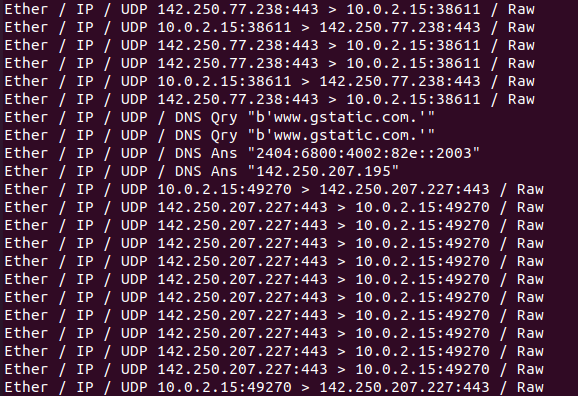 Ether / IP / UDP 142.250.77.238:443 > 10.0.2.15:38611 / Raw
Ether / IP / UDP 10.0.2.15:38611 > 142.250.77.238:443 / Raw
Ether / IP / UDP 142.250.77.238:443 > 10.0.2.15:38611 / Raw
Ether / IP / UDP 142.250.77.238:443 > 10.0.2.15:38611 / Raw
Ether / IP / UDP 10.0.2.15:38611 > 142.250.77.238:443 / Raw
Ether / IP / UDP 142.250.77.238:443 > 10.0.2.15:38611 / Raw
Ether / IP / UDP / DNS Qry "b'www.gstatic.com.'"
Ether / IP / UDP / DNS Qry "b'www.gstatic.com.'"
Ether / IP / UDP / DNS Ans "2404:6800:4002:82e::2003"
Ether / IP / UDP / DNS Ans "142.250.207.195"
Ether / IP / UDP 10.0.2.15:49270 > 142.250.207.227:443 / Raw
Ether / IP / UDP 142.250.207.227:443 > 10.0.2.15:49270 / Raw
Ether / IP / UDP 142.250.207.227:443 > 10.0.2.15:49270 / Raw
Ether / IP / UDP 142.250.207.227:443 > 10.0.2.15:49270 / Raw
Ether / IP / UDP 142.250.207.227:443 > 10.0.2.15:49270 / Raw
Ether / IP / UDP 142.250.207.227:443 > 10.0.2.15:49270 / Raw
Ether / IP / UDP 142.250.207.227:443 > 10.0.2.15:49270 / Raw
Ether / IP / UDP 142.250.207.227:443 > 10.0.2.15:49270 / Raw
Ether / IP / UDP 142.250.207.227:443 > 10.0.2.15:49270 / Raw
Ether / IP / UDP 142.250.207.227:443 > 10.0.2.15:49270 / Raw
Ether / IP / UDP 142.250.207.227:443 > 10.0.2.15:49270 / Raw
Ether / IP / UDP 10.0.2.15:49270 > 142.250.207.227:443 / Raw